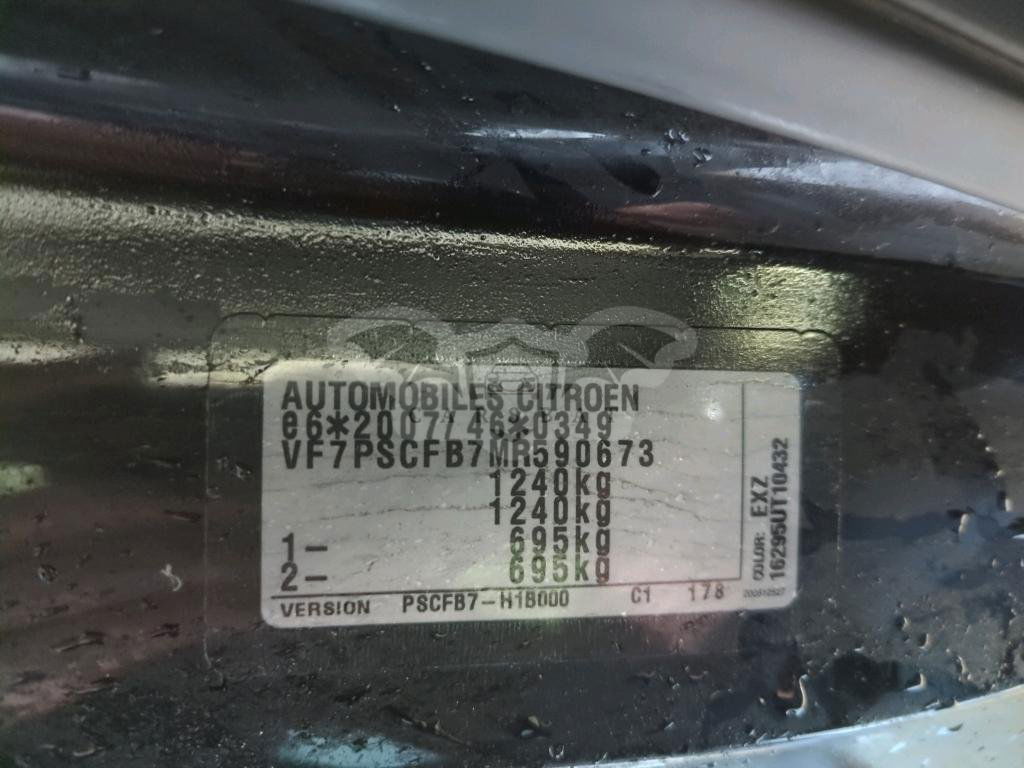 AUTOMOBILES CITROEN
e6*2007/46*0349
VF7PSCFB7MR590673
1240kg
1240kg
1- 695kg
2- 695kg
VERSION PSCFB7-H1B000 C1 178
COLOR: EXZ
16295UT10432